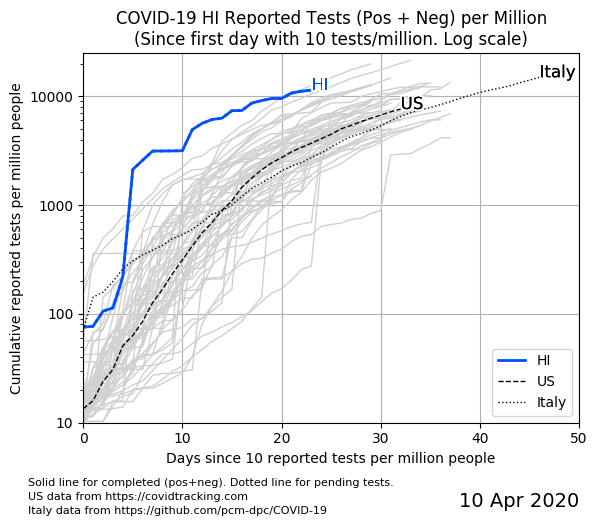 COVID-19 HI Reported Tests (Pos + Neg) per Million
(Since first day with 10 tests/million. Log scale)
Cumulative reported tests per million people
10000
1000
100
10
HI
US
Italy
HI
US
Italy
0 10 20 30 40 50
Days since 10 reported tests per million people
Solid line for completed (pos+neg). Dotted line for pending tests.
US data from https://covidtracking.com
Italy data from https://github.com/pcm-dpc/COVID-19
10 Apr 2020